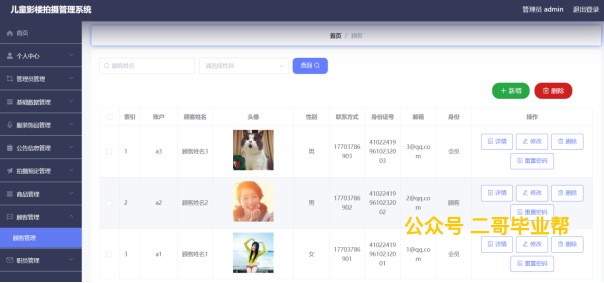 儿童影楼拍摄管理系统
管理员 admin 退出登录
首页
个人中心
管理员管理
基础数据管理
服装饰品管理
公告信息管理
拍摄预定管理
商品管理
顾客管理
顾客管理
职员管理
首页 / 顾客
顾客姓名 请选择性别 查询
+ 新增 删除
索引 账户 顾客姓名 头像 性别 联系方式 身份证号 邮箱 身份 操作
1 a3 顾客姓名3 男 17703786903 410224199610232003 3@qq.com 会员 详情 修改 删除
重置密码
2 a2 顾客姓名2 男 17703786902 410224199610232002 2@qq.com 顾客 详情 修改 删除
重置密码
公众号 二哥毕业帮
3 a1 顾客姓名1 女 17703786901 410224199610232001 1@qq.com 会员 详情 修改 删除
重置密码